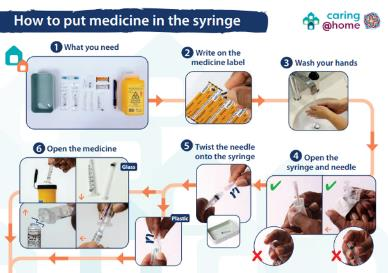 How to put medicine in the syringe
caring
@home
1 What you need
2 Write on the
medicine label
3 Wash your hands
4 Open the
syringe and needle
5 Twist the needle
onto the syringe
6 Open the medicine
Glass
Plastic